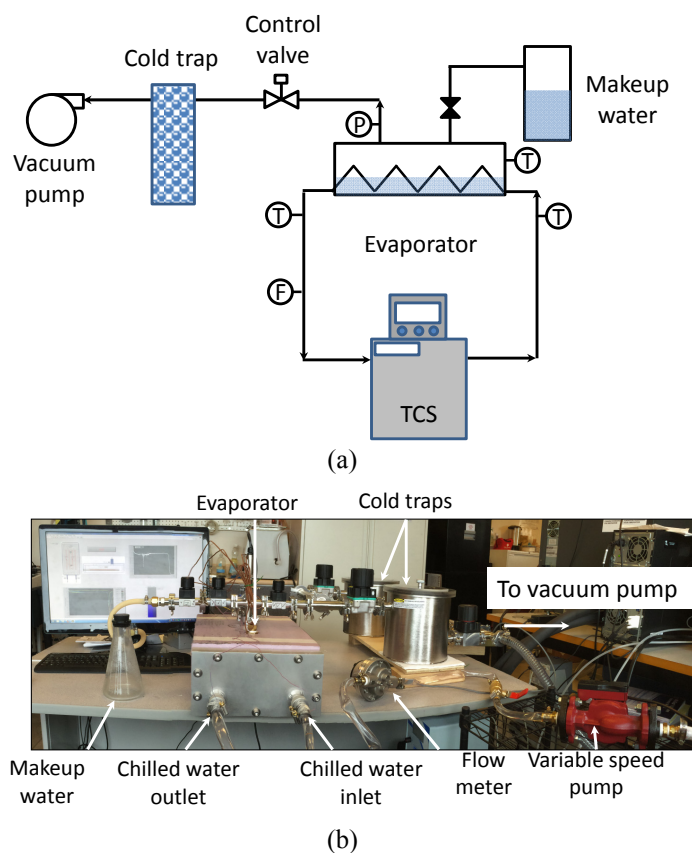 Control
valve
Cold trap
Makeup
water
P
T
Vacuum
pump
T
T
Evaporator
F
TCS
(a)
Evaporator
Cold traps
To vacuum pump
Makeup
water
Chilled water
outlet
Chilled water
inlet
Flow
meter
Variable speed
pump
(b)